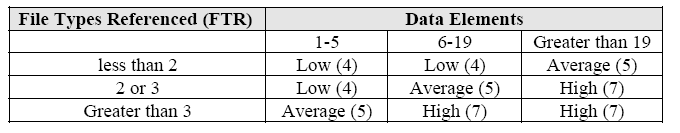 File Types Referenced (FTR) Data Elements
1-5 6-19 Greater than 19
less than 2 Low (4) Low (4) Average (5)
2 or 3 Low (4) Average (5) High (7)
Greater than 3 Average (5) High (7) High (7)